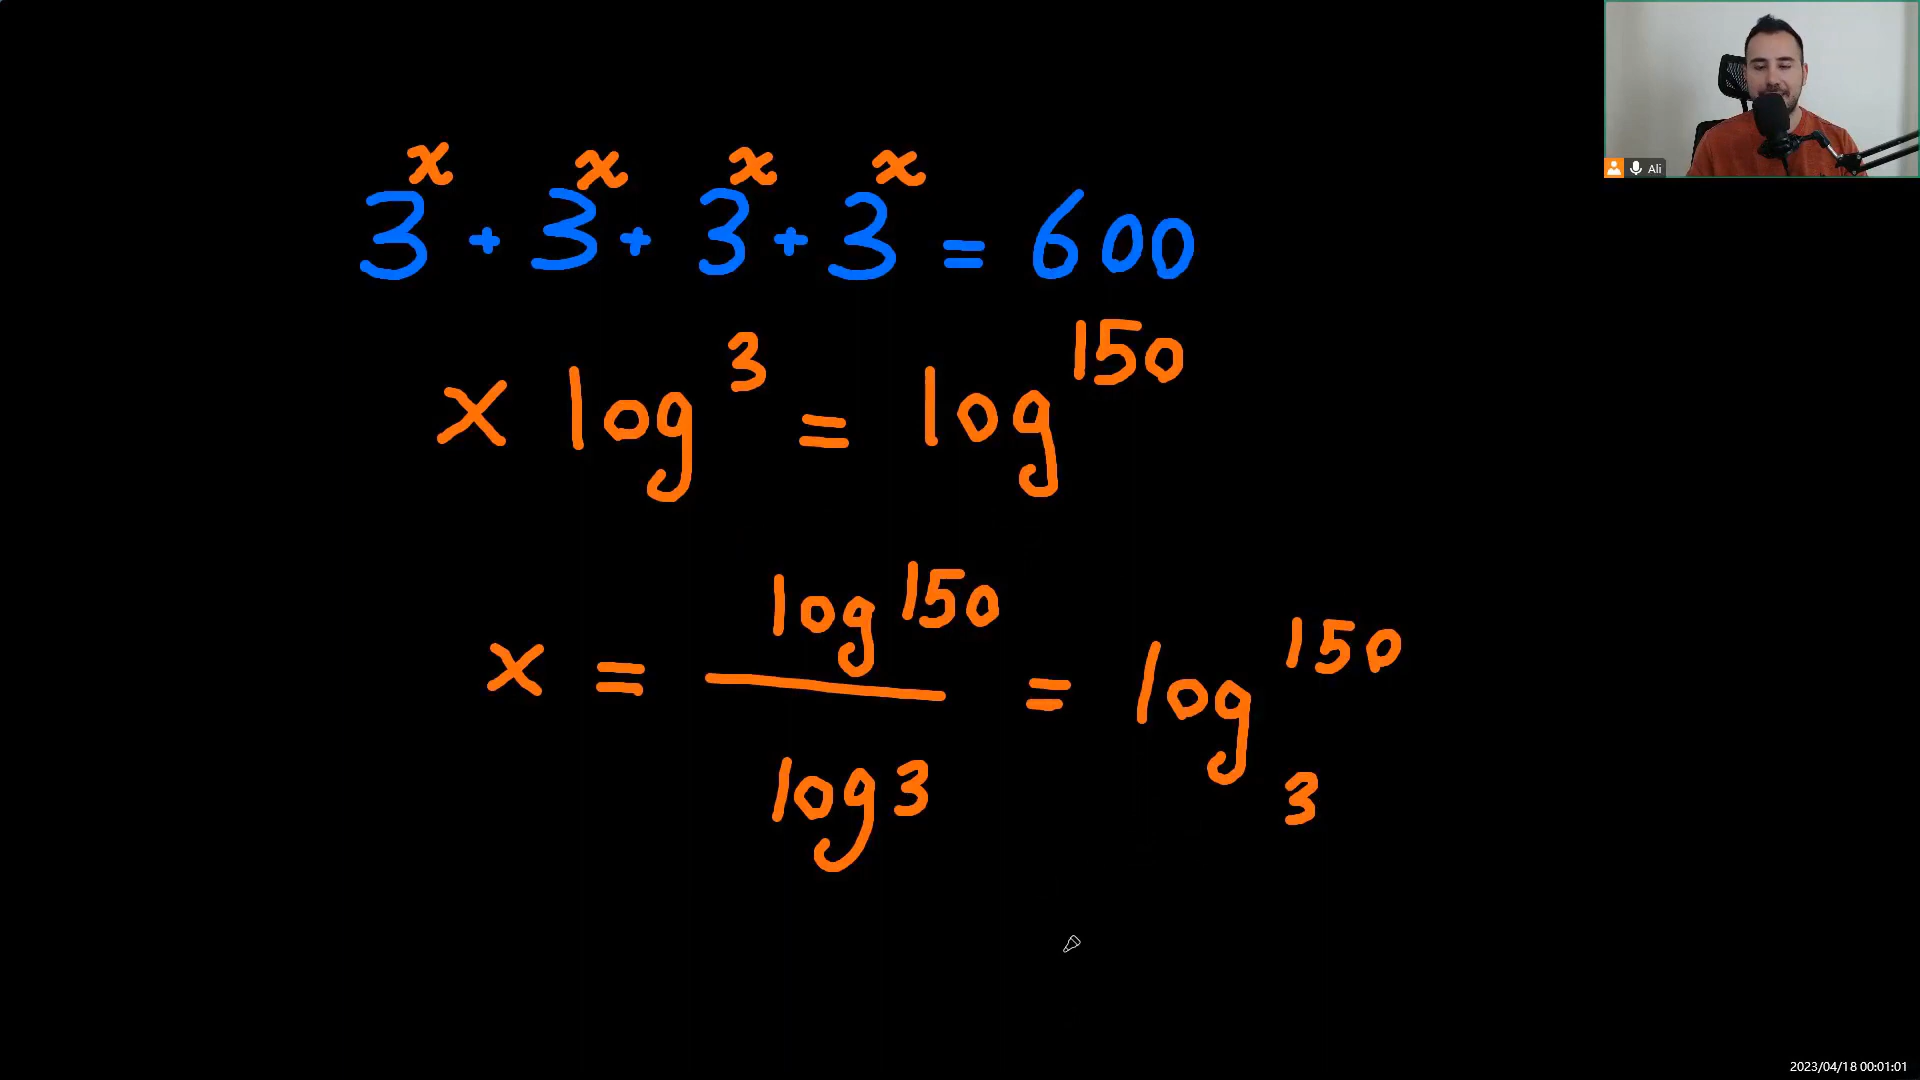 3^x + 3^x + 3^x + 3^x = 600
x log^3 = log^150
x = log^150 / log 3 = log_3^150
Ali
2023/04/18 00:01:01